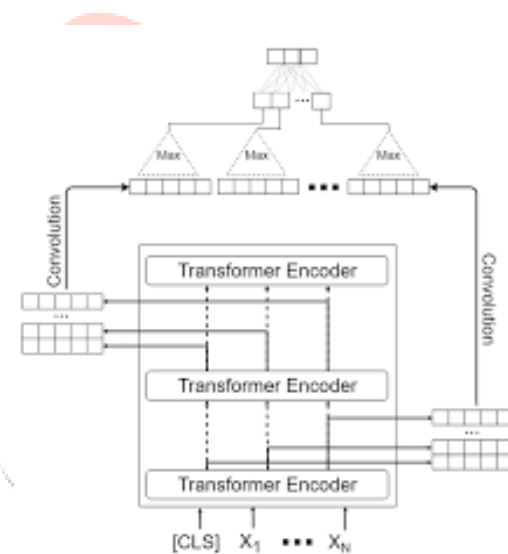 Max Max Max
Convolution
Convolution
Transformer Encoder
Transformer Encoder
Transformer Encoder
[CLS] X1 XN